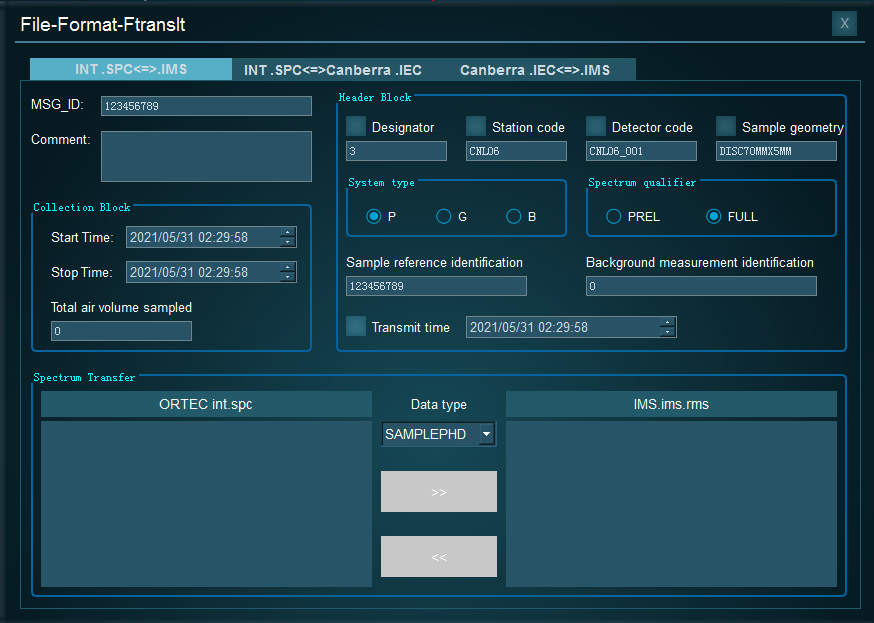 File-Format-Ftranslt
X
INT .SPC<=>.IMS
INT .SPC<=>Canberra .IEC
Canberra .IEC<=>.IMS
MSG_ID:
123456789
Comment:
Collection Block
Start Time:
2021/05/31 02:29:58
Stop Time:
2021/05/31 02:29:58
Total air volume sampled
0
Header Block
Designator
Station code
Detector code
Sample geometry
3
CNL06
CNL06_001
DISC70MMX5MM
System type
P
G
B
Spectrum qualifier
PREL
FULL
Sample reference identification
123456789
Background measurement identification
0
Transmit time
2021/05/31 02:29:58
Spectrum Transfer
ORTEC int.spc
Data type
SAMPLEPHD
>>
<<
IMS.ims.rms